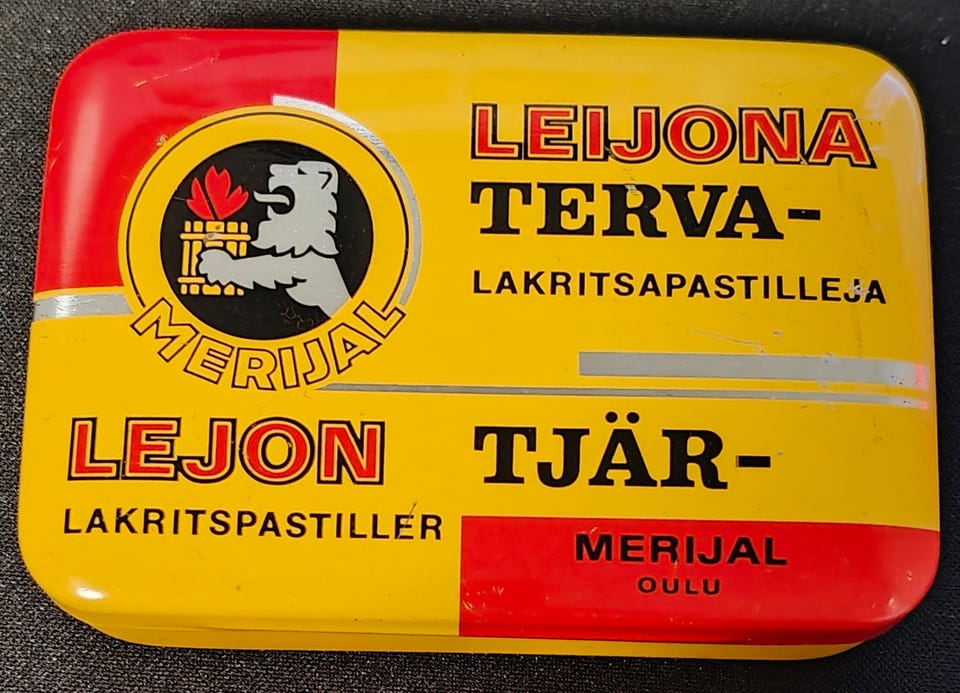 LEIJONA
TERVA-
LAKRITSAPASTILLEJA
MERIJAL
LEJON TJÄR-
LAKRITSPASTILLER
MERIJAL
OULU